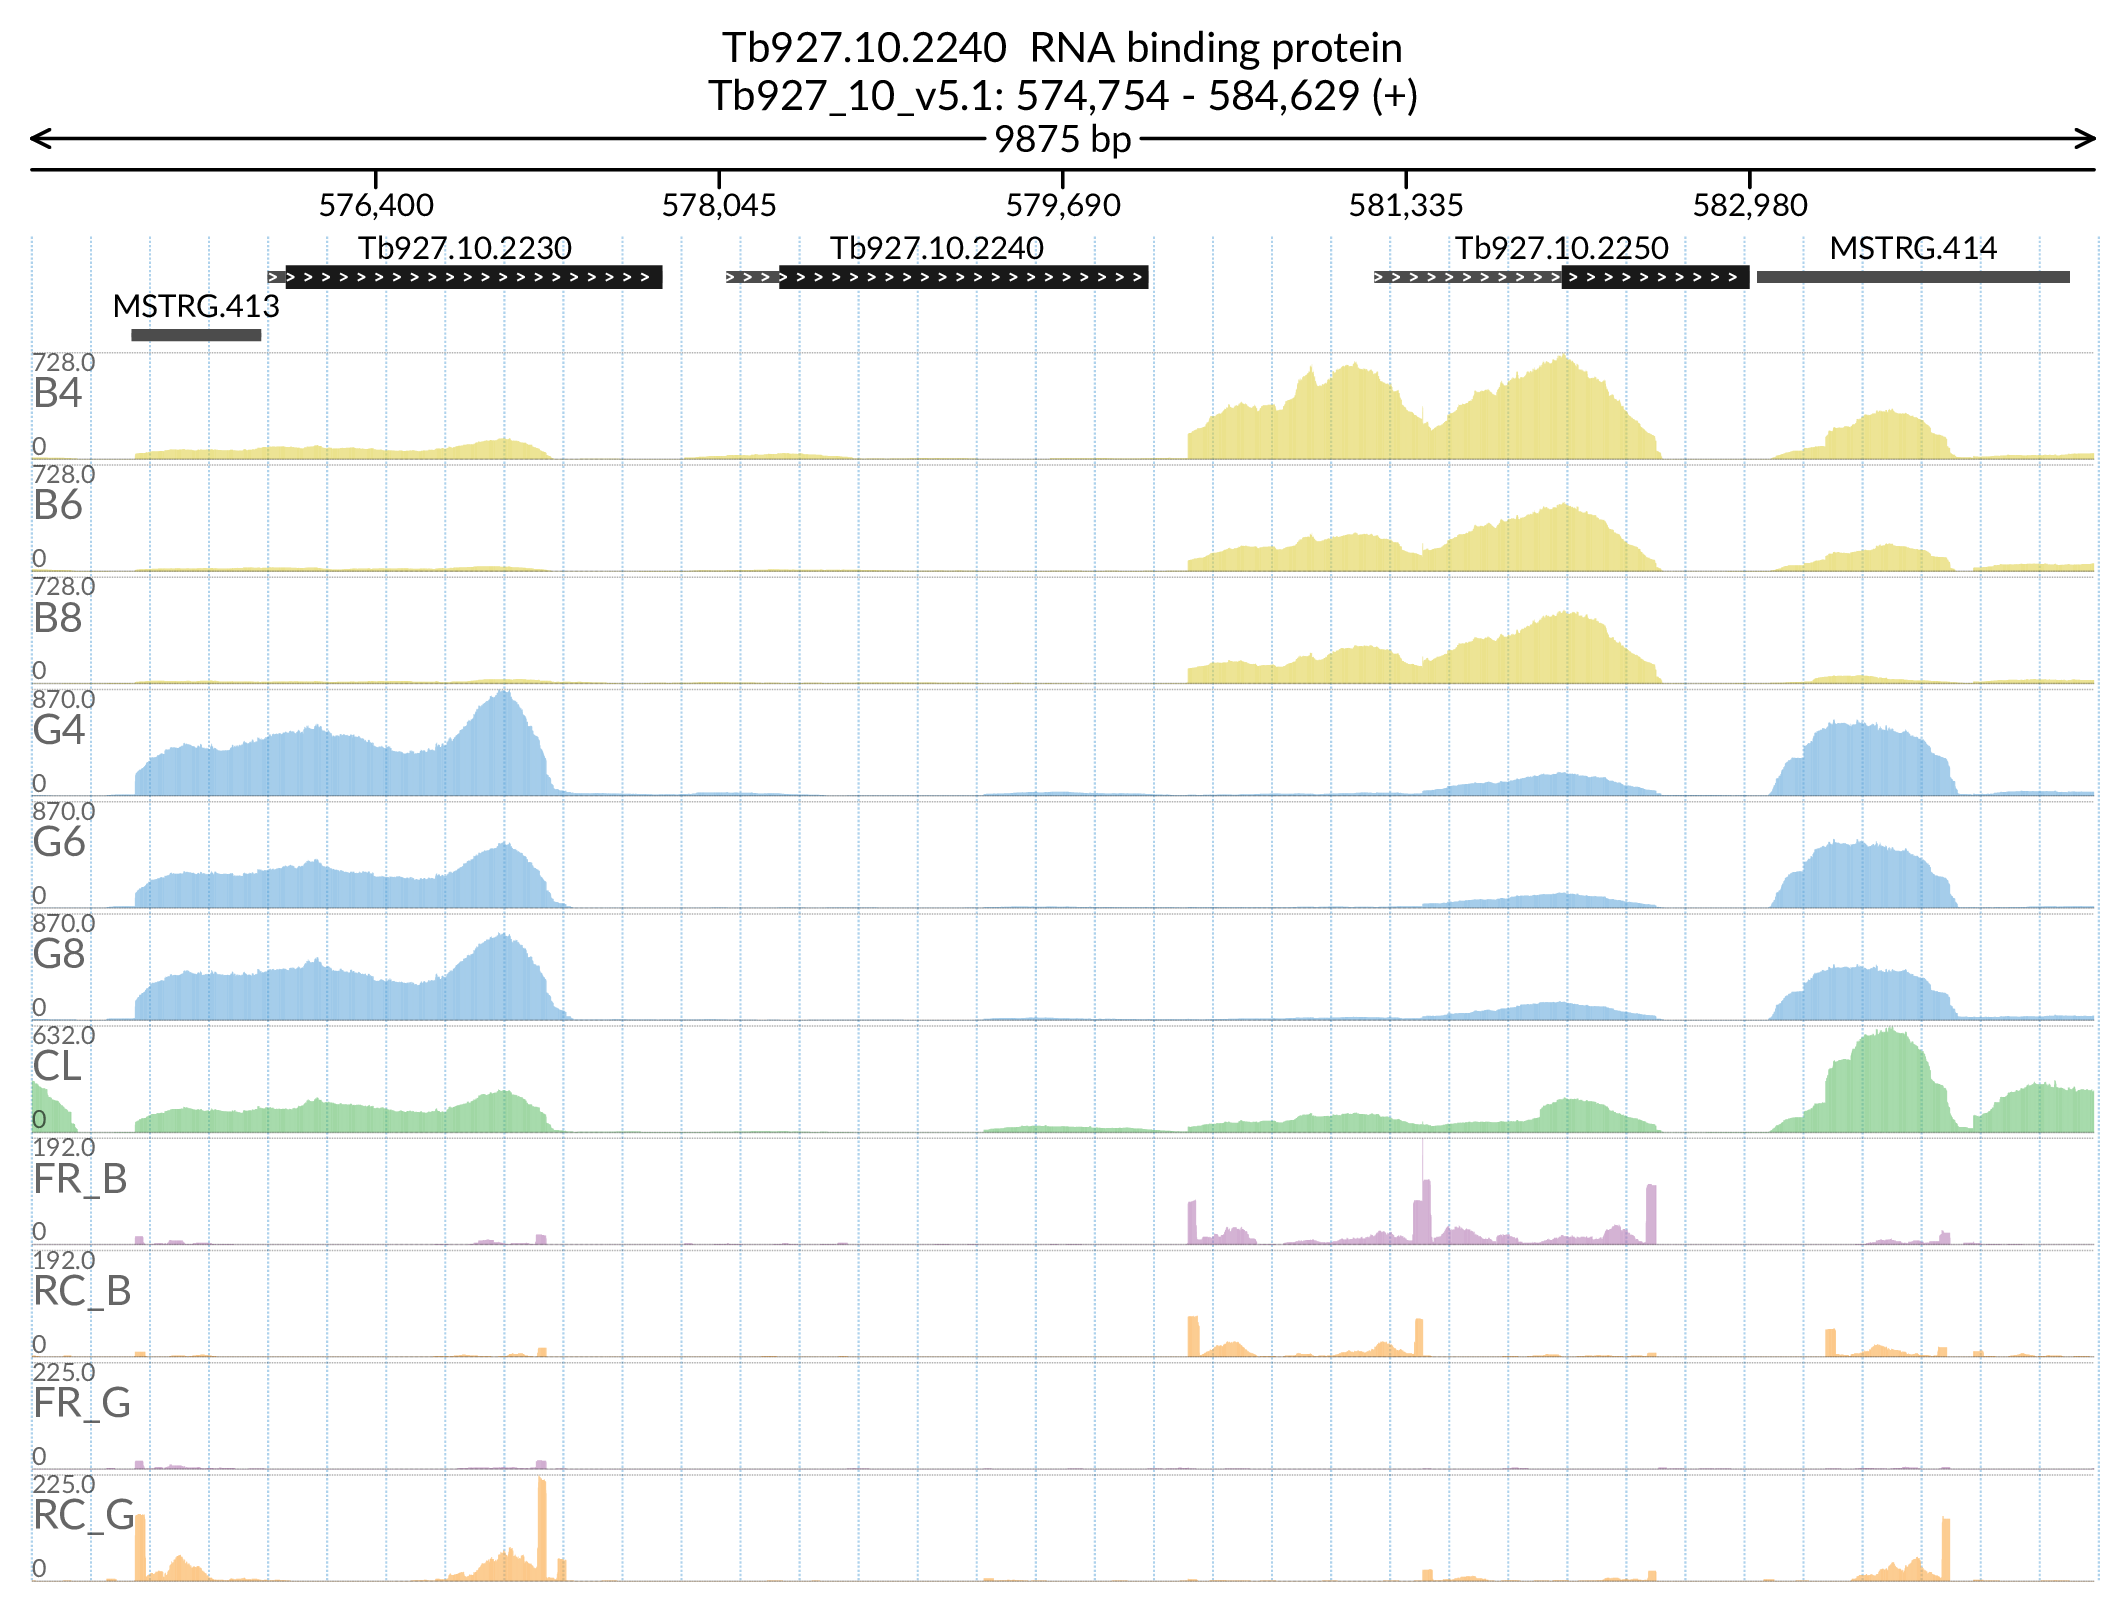 Tb927.10.2240  RNA binding protein
Tb927_10_v5.1: 574,754 - 584,629 (+)
9875 bp
576,400 578,045 579,690 581,335 582,980
Tb927.10.2230 Tb927.10.2240 Tb927.10.2250 MSTRG.414
MSTRG.413
728.0
B4
0
728.0
B6
0
728.0
B8
0
870.0
G4
0
870.0
G6
0
870.0
G8
0
632.0
CL
0
192.0
FR_B
0
192.0
RC_B
0
225.0
FR_G
0
225.0
RC_G
0